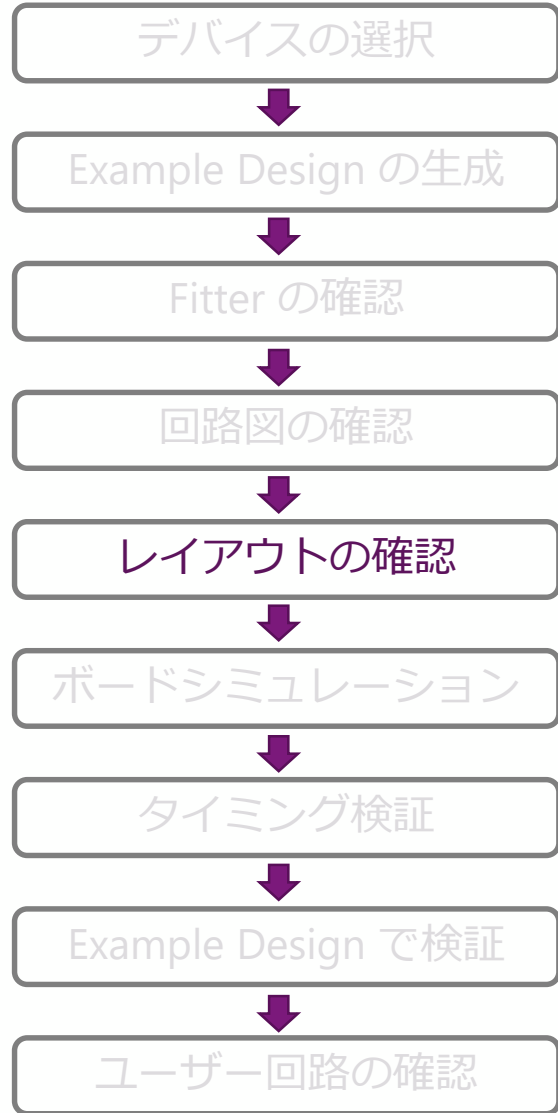 デバイスの選択
Example Design の生成
Fitter の確認
回路図の確認
レイアウトの確認
ボードシミュレーション
タイミング検証
Example Design で検証
ユーザー回路の確認